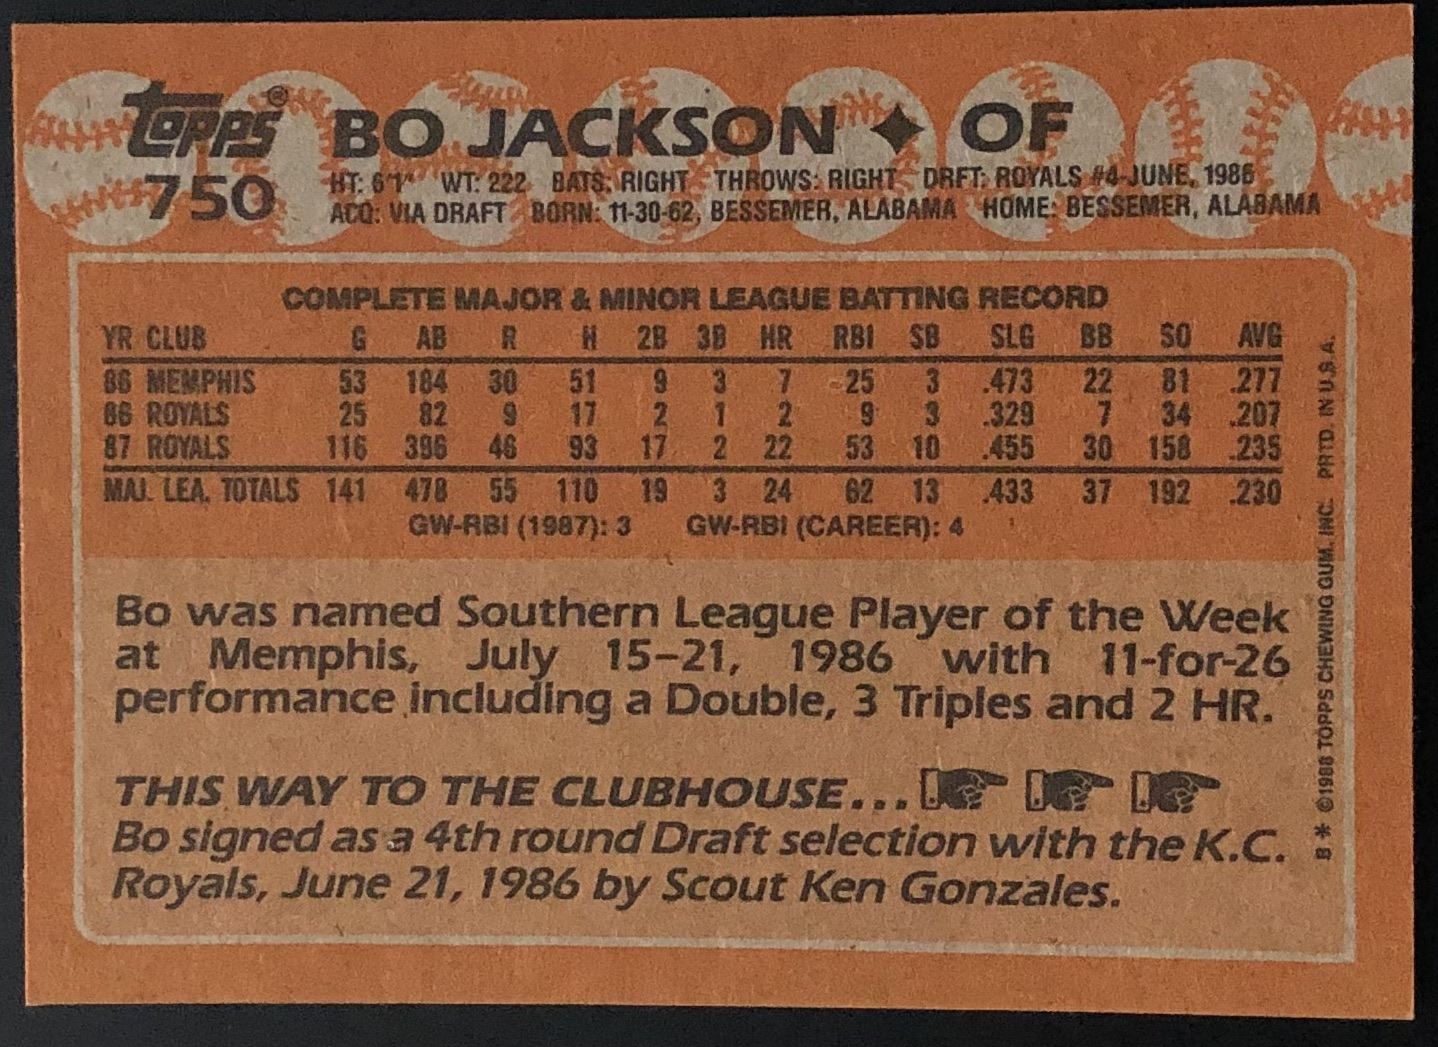 topps® BO JACKSON ✦ OF
750 HT: 6'1" WT: 222 BATS: RIGHT THROWS: RIGHT DRFT: ROYALS #4-JUNE, 1986
ACQ: VIA DRAFT BORN: 11-30-62, BESSEMER, ALABAMA HOME: BESSEMER, ALABAMA
COMPLETE MAJOR & MINOR LEAGUE BATTING RECORD
YR CLUB G AB R H 2B 3B HR RBI SB SLG BB SO AVG
86 MEMPHIS 53 184 30 51 9 3 7 25 3 .473 22 81 .277
86 ROYALS 25 82 9 17 2 1 2 9 3 .329 7 34 .207
87 ROYALS 116 396 46 93 17 2 22 53 10 .455 30 158 .235
MAJ. LEA. TOTALS 141 478 55 110 19 3 24 62 13 .433 37 192 .230
GW-RBI (1987): 3 GW-RBI (CAREER): 4
Bo was named Southern League Player of the Week
at Memphis, July 15-21, 1986 with 11-for-26
performance including a Double, 3 Triples and 2 HR.
THIS WAY TO THE CLUBHOUSE...
Bo signed as a 4th round Draft selection with the K.C.
Royals, June 21, 1986 by Scout Ken Gonzales.
B * ©1988 TOPPS CHEWING GUM, INC. PRTD. IN U.S.A.